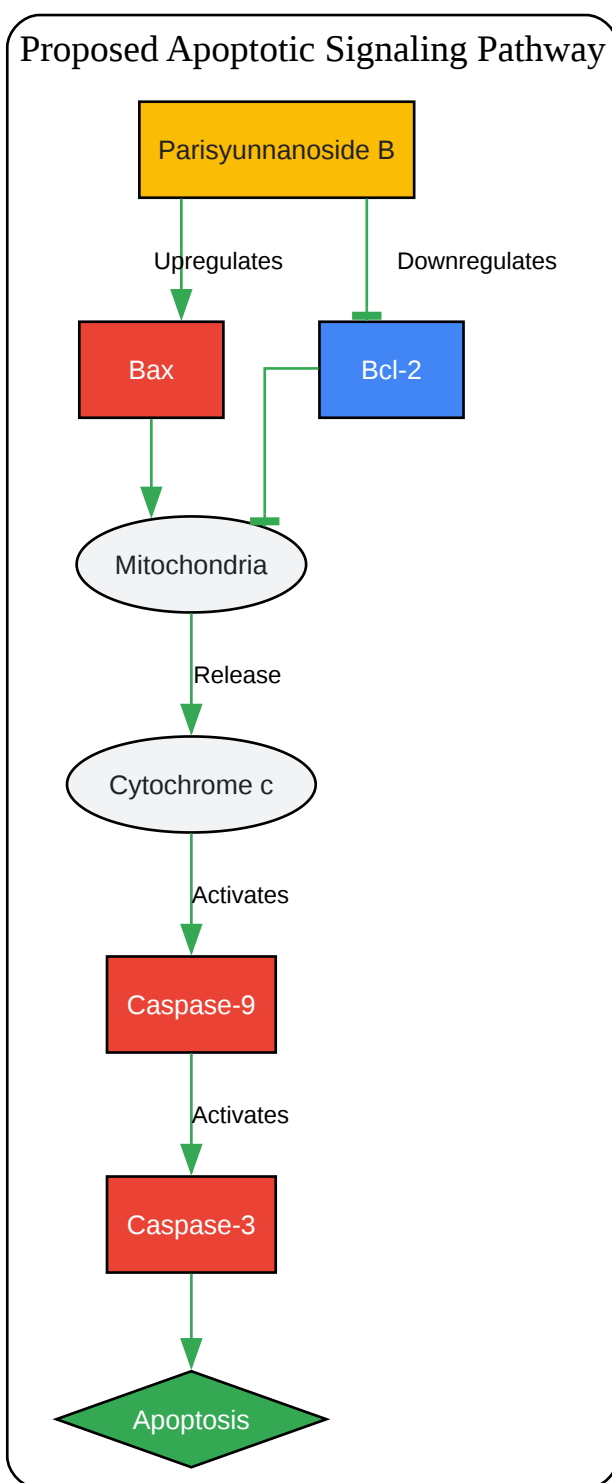 Proposed Apoptotic Signaling Pathway
Parisyunnanoside B
Upregulates
Downregulates
Bax
Bcl-2
Mitochondria
Release
Cytochrome c
Activates
Caspase-9
Activates
Caspase-3
Apoptosis